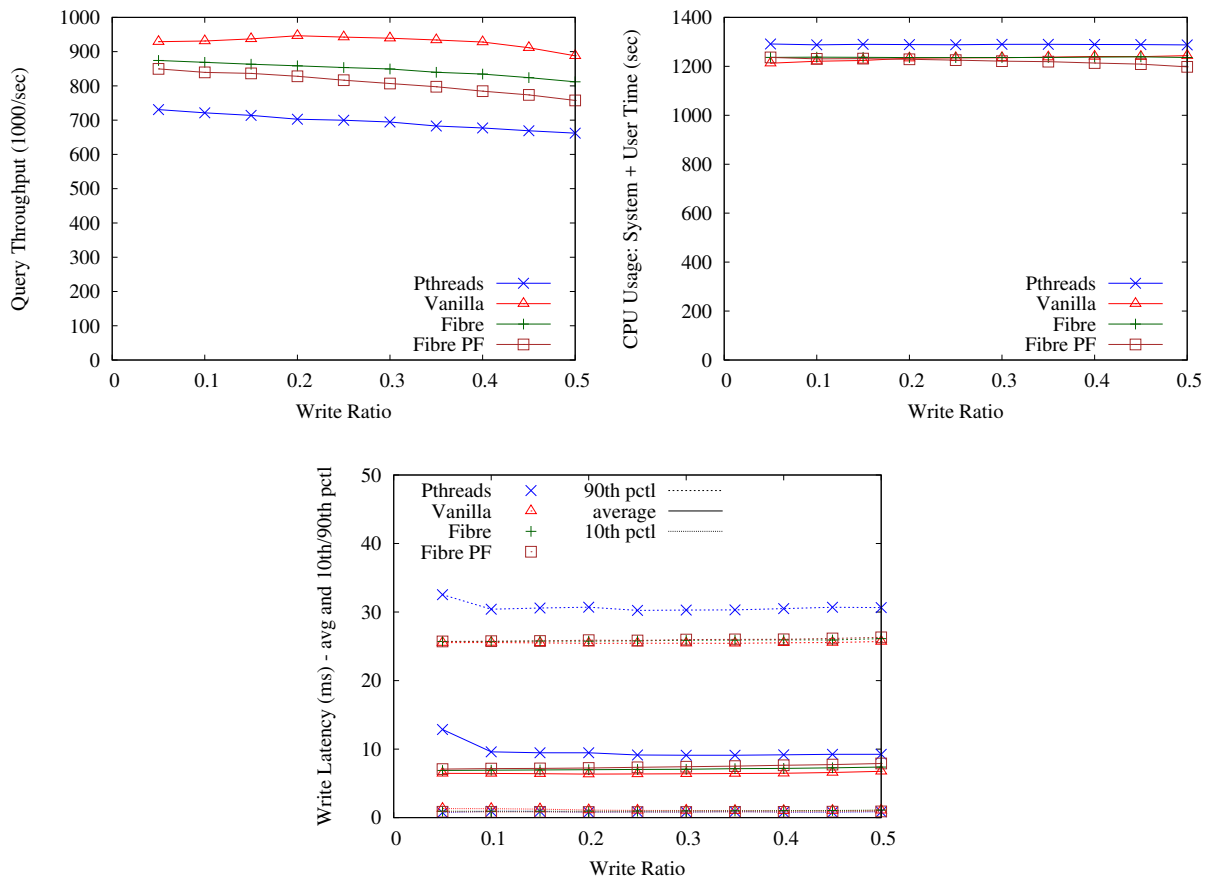 Query Throughput (1000/sec)
1000
900
800
700
600
500
400
300
200
100
0
Pthreads
Vanilla
Fibre
Fibre PF
0 0.1 0.2 0.3 0.4 0.5
Write Ratio
CPU Usage: System + User Time (sec)
1400
1200
1000
800
600
400
200
0
Pthreads
Vanilla
Fibre
Fibre PF
0 0.1 0.2 0.3 0.4 0.5
Write Ratio
Write Latency (ms) - avg and 10th/90th pctl
50
40
30
20
10
0
Pthreads 90th pctl
Vanilla average
Fibre 10th pctl
Fibre PF
0 0.1 0.2 0.3 0.4 0.5
Write Ratio